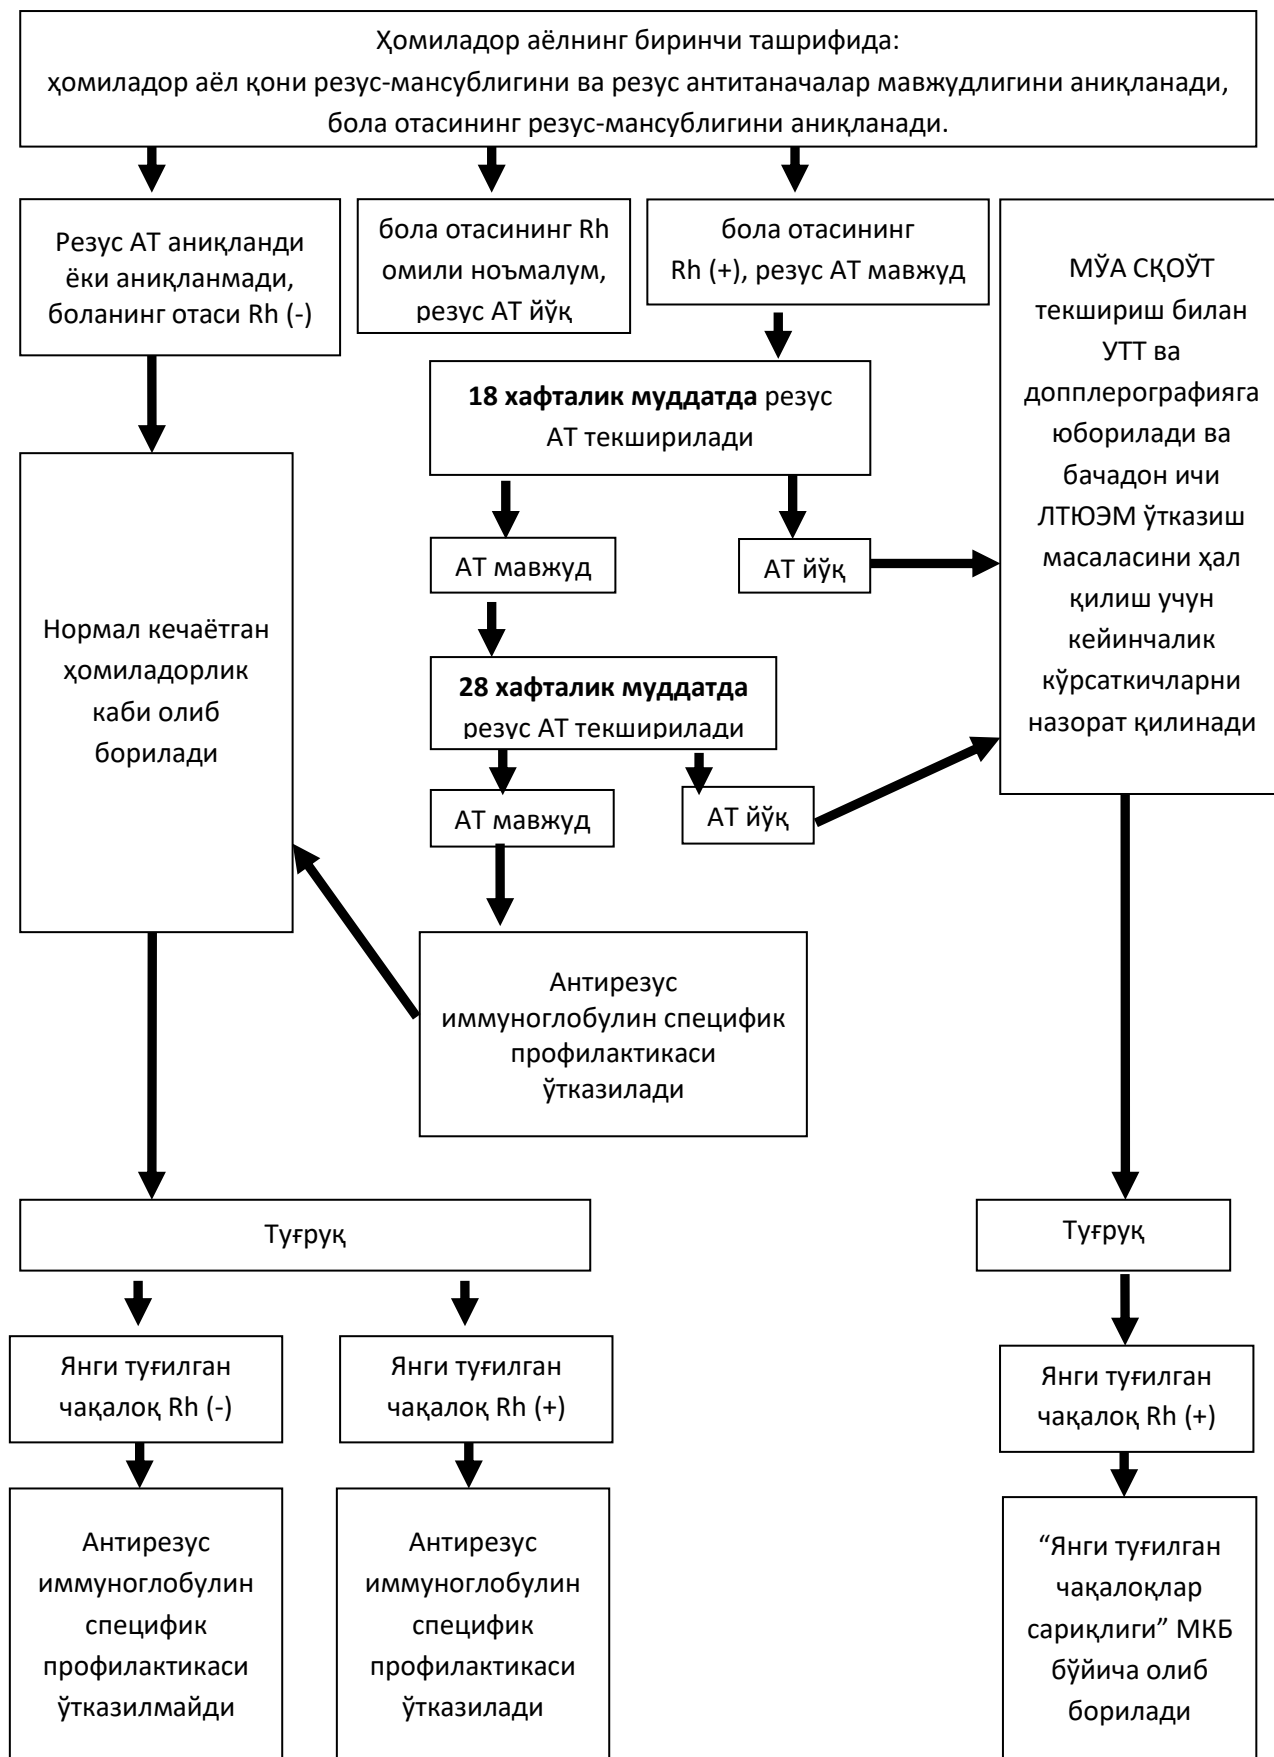 Ҳомиладор аёлнинг биринчи ташрифида:
ҳомиладор аёл қони резус-мансублигини ва резус антитаначалар мавжудлигини аниқланади,
бола отасининг резус-мансублигини аниқланади.
Резус АТ аниқланди
ёки аниқланмади,
боланинг отаси Rh (-)
бола отасининг Rh
омили ноъмалум,
резус АТ йўқ
бола отасининг
Rh (+), резус АТ мавжуд
МЎА СҚОЎТ
текшириш билан
УТТ ва
допплерографияга
юборилади ва
бачадон ичи
ЛТЮЭМ ўтказиш
масаласини ҳал
қилиш учун
кейинчалик
кўрсаткичларни
назорат қилинади
18 хафталик муддатда резус
АТ текширилади
АТ мавжуд
АТ йўқ
Нормал кечаётган
ҳомиладорлик
каби олиб
борилади
28 хафталик муддатда
резус АТ текширилади
АТ мавжуд
АТ йўқ
Антирезус
иммуноглобулин специфик
профилактикаси
ўтказилади
Туғруқ
Туғруқ
Янги туғилган
чақалоқ Rh (-)
Янги туғилган
чақалоқ Rh (+)
Янги туғилган
чақалоқ Rh (+)
Антирезус
иммуноглобулин
специфик
профилактикаси
ўтказилмайди
Антирезус
иммуноглобулин
специфик
профилактикаси
ўтказилади
“Янги туғилган
чақалоқлар
сариқлиги” МКБ
бўйича олиб
борилади